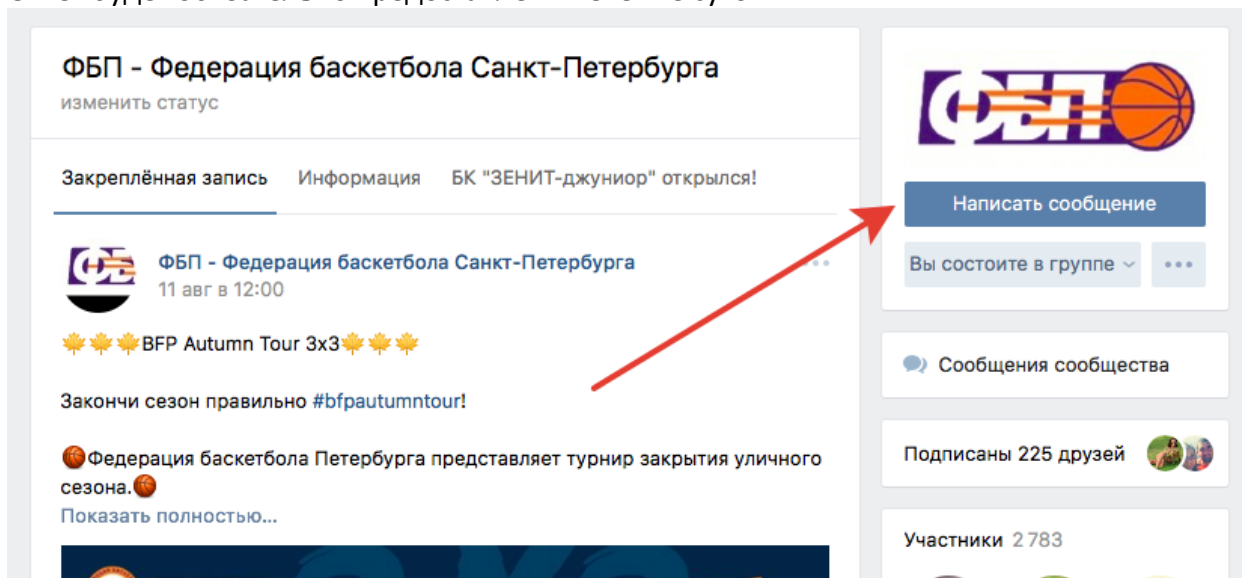 ФБП - Федерация баскетбола Санкт-Петербурга
изменить статус
Закреплённая запись Информация БК "ЗЕНИТ-джуниор" открылся!
ФБП - Федерация баскетбола Санкт-Петербурга
11 авг в 12:00
BFP Autumn Tour 3x3
Закончи сезон правильно #bfpautumntour!
Федерация баскетбола Петербурга представляет турнир закрытия уличного
сезона.
Показать полностью...
ФБП
Написать сообщение
Вы состоите в группе
Сообщения сообщества
Подписаны 225 друзей
Участники 2 783